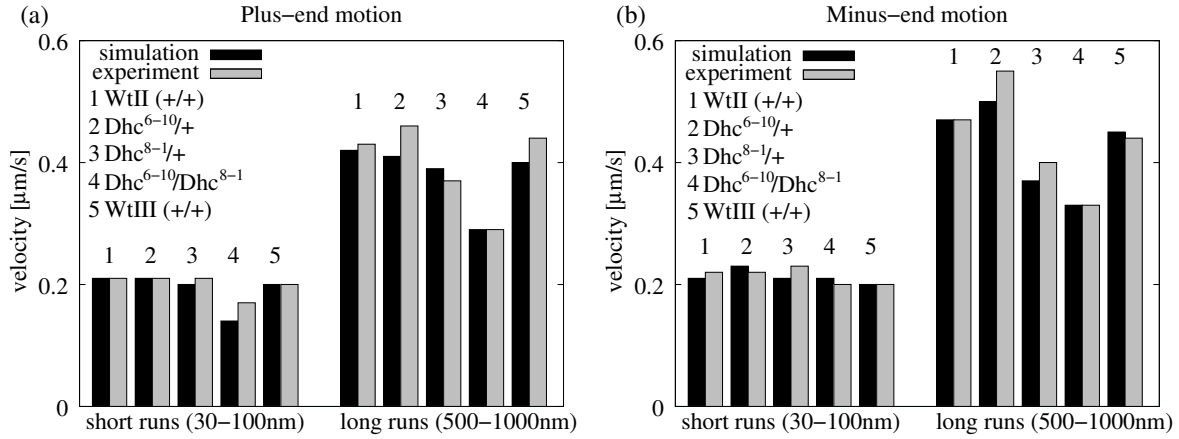 (a) Plus−end motion
0.6
0.4
0.2
0
velocity [μm/s]
simulation
experiment
1 WtII (+/+)
2 Dhc⁶⁻¹⁰/+
3 Dhc⁸⁻¹/+
4 Dhc⁶⁻¹⁰/Dhc⁸⁻¹
5 WtIII (+/+)
1 2 3 4 5
1 2 3 4 5
short runs (30−100nm) long runs (500−1000nm)
(b) Minus−end motion
0.6
0.4
0.2
0
velocity [μm/s]
simulation
experiment
1 WtII (+/+)
2 Dhc⁶⁻¹⁰/+
3 Dhc⁸⁻¹/+
4 Dhc⁶⁻¹⁰/Dhc⁸⁻¹
5 WtIII (+/+)
1 2 3 4 5
1 2 3 4 5
short runs (30−100nm) long runs (500−1000nm)